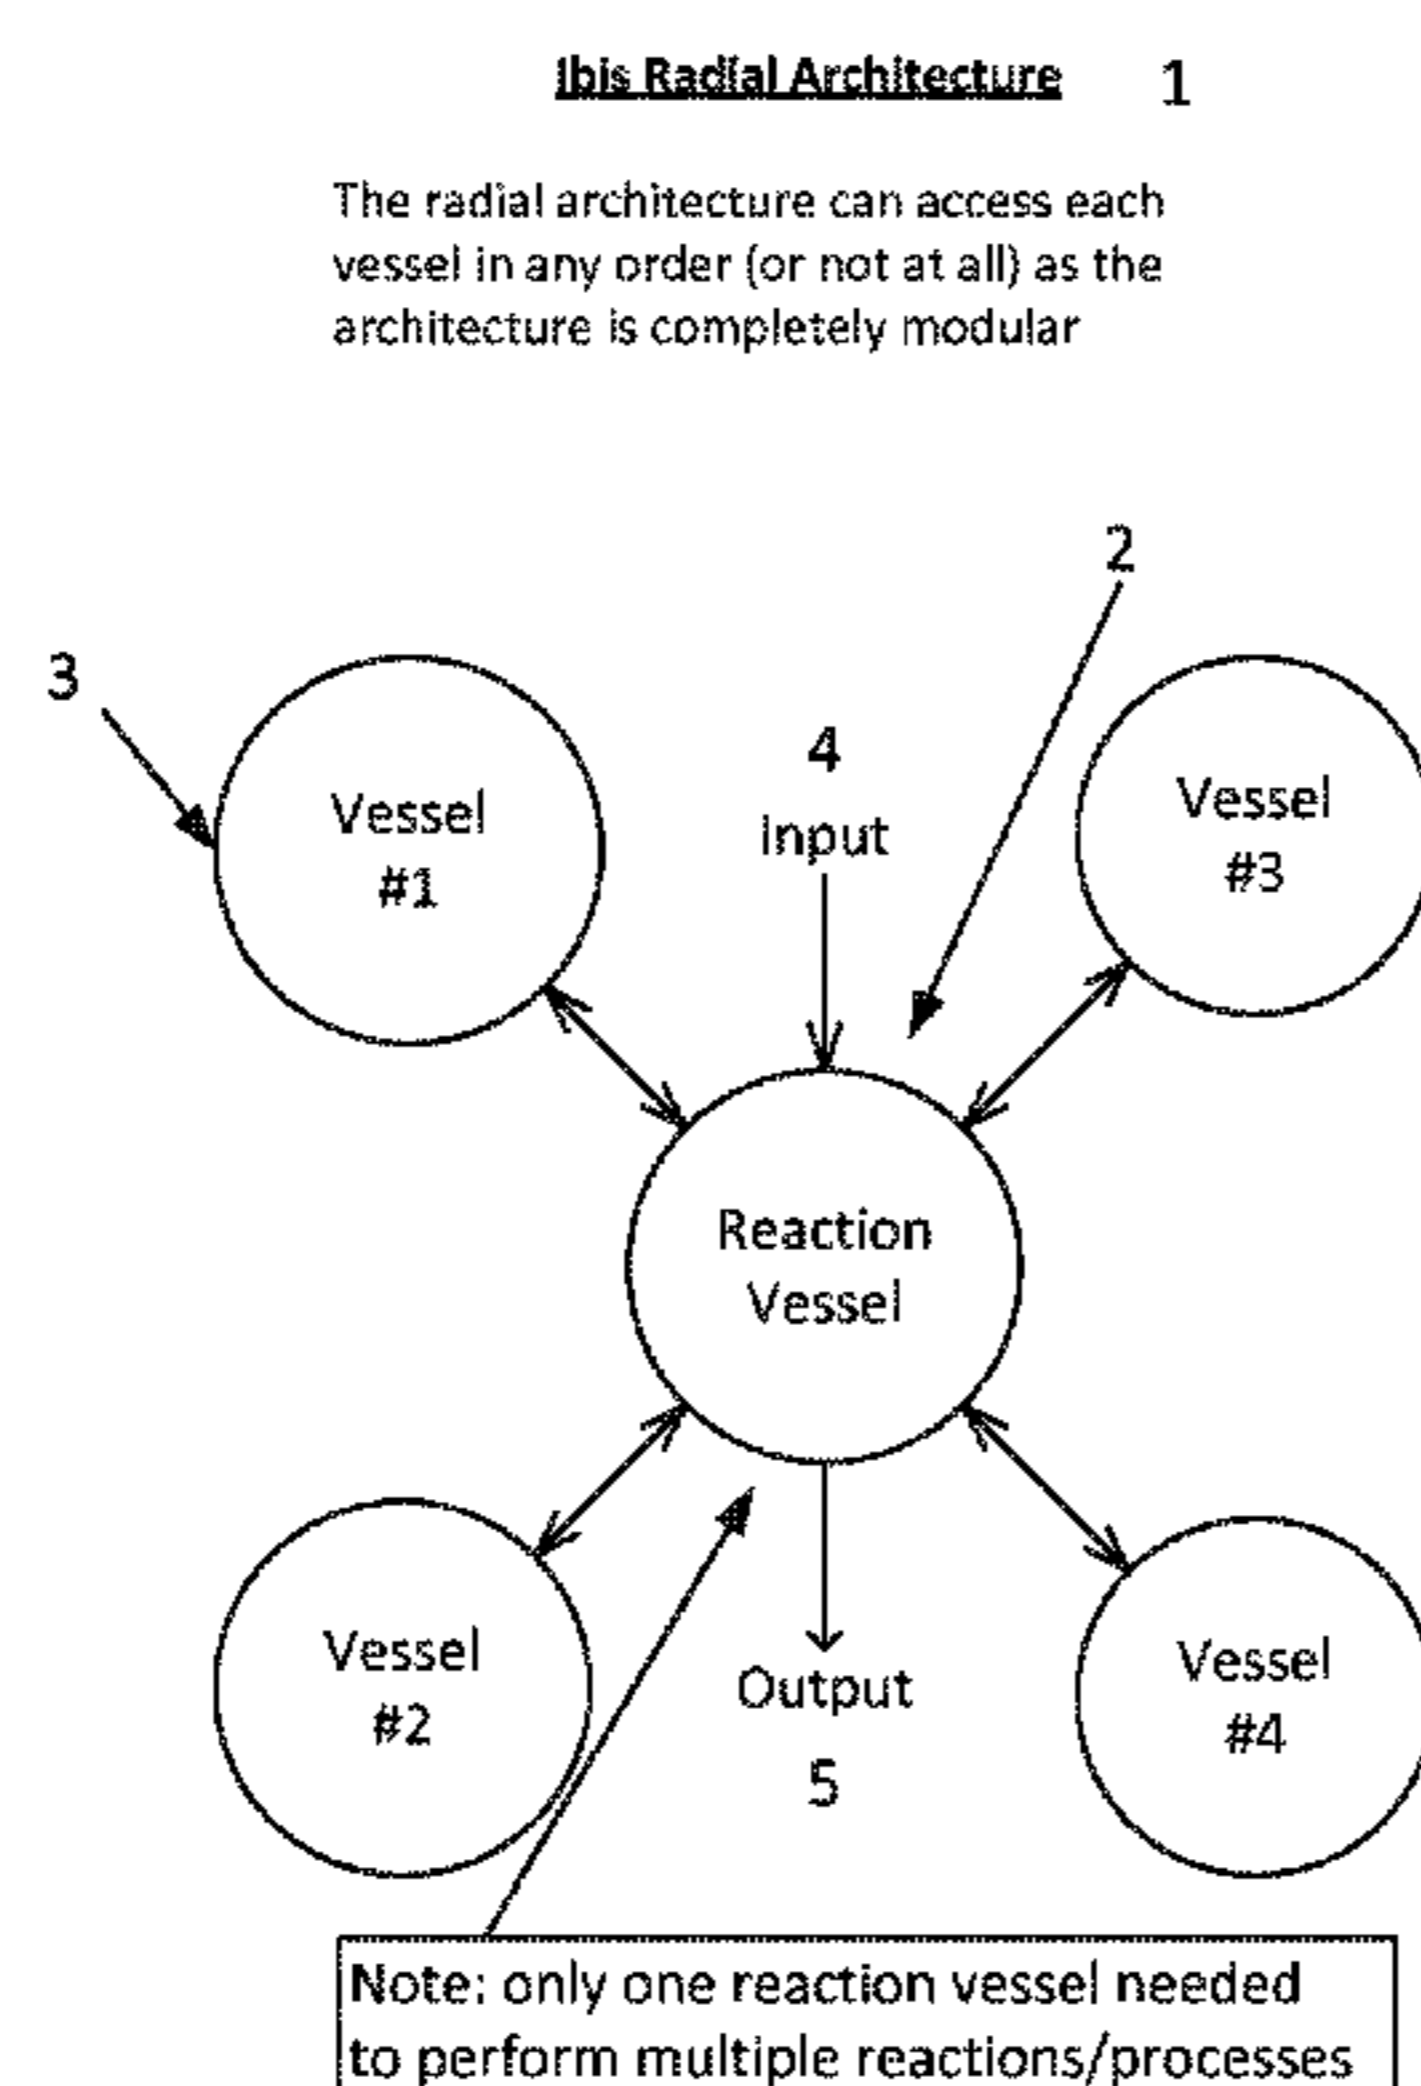 Ibis Radial Architecture 1
The radial architecture can access each
vessel in any order (or not at all) as the
architecture is completely modular
2
3
4
Input
Vessel
#1
Vessel
#3
Reaction
Vessel
Vessel
#2
Output
5
Vessel
#4
Note: only one reaction vessel needed
to perform multiple reactions/processes